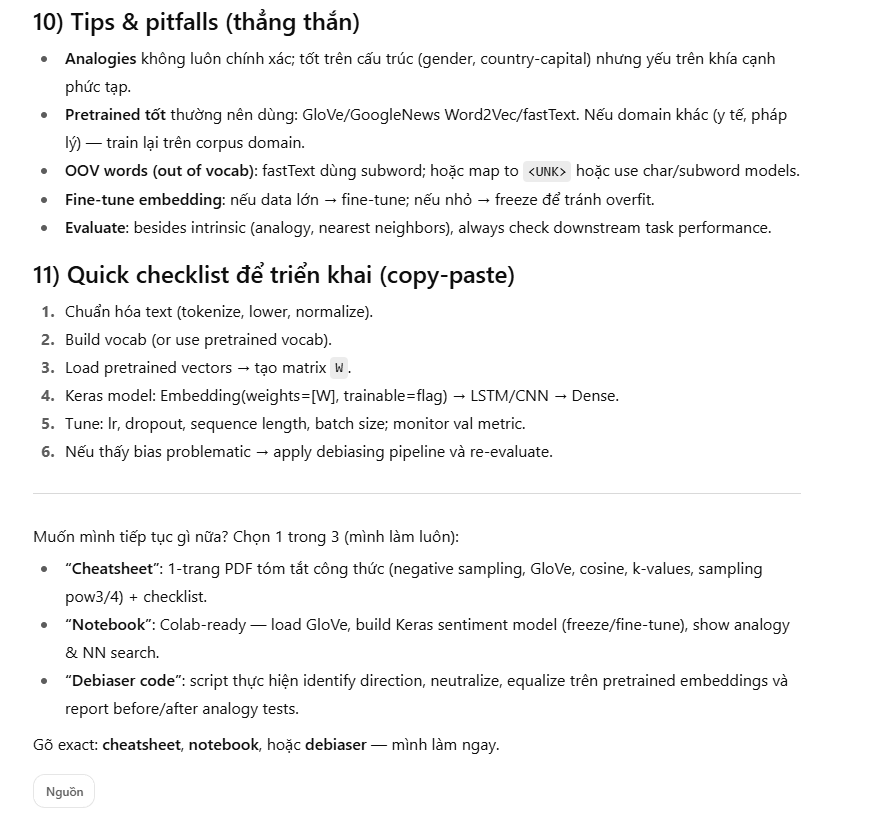 10) Tips & pitfalls (thẳng thắn)
Analogies không luôn chính xác; tốt trên cấu trúc (gender, country-capital) nhưng yếu trên khía cạnh
phức tạp.
Pretrained tốt thường nên dùng: GloVe/GoogleNews Word2Vec/fastText. Nếu domain khác (y tế, pháp
lý) — train lại trên corpus domain.
OOV words (out of vocab): fastText dùng subword; hoặc map to <UNK> hoặc use char/subword models.
Fine-tune embedding: nếu data lớn → fine-tune; nếu nhỏ → freeze để tránh overfit.
Evaluate: besides intrinsic (analogy, nearest neighbors), always check downstream task performance.
11) Quick checklist để triển khai (copy-paste)
1. Chuẩn hóa text (tokenize, lower, normalize).
2. Build vocab (or use pretrained vocab).
3. Load pretrained vectors → tạo matrix W.
4. Keras model: Embedding(weights=[W], trainable=flag) → LSTM/CNN → Dense.
5. Tune: lr, dropout, sequence length, batch size; monitor val metric.
6. Nếu thấy bias problematic → apply debiasing pipeline và re-evaluate.
Muốn mình tiếp tục gì nữa? Chọn 1 trong 3 (mình làm luôn):
“Cheatsheet”: 1-trang PDF tóm tắt công thức (negative sampling, GloVe, cosine, k-values, sampling
pow3/4) + checklist.
“Notebook”: Colab-ready — load GloVe, build Keras sentiment model (freeze/fine-tune), show analogy
& NN search.
“Debiaser code”: script thực hiện identify direction, neutralize, equalize trên pretrained embeddings và
report before/after analogy tests.
Gõ exact: cheatsheet, notebook, hoặc debiaser — mình làm ngay.
Nguồn